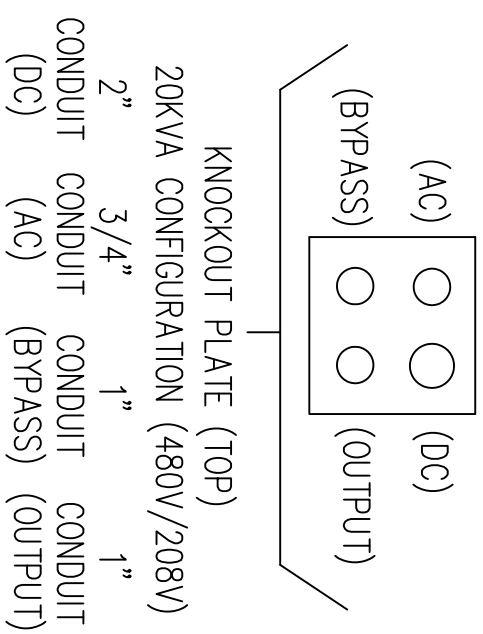 (AC) (DC)
(BYPASS) (OUTPUT)
KNOCKOUT PLATE (TOP)
20KVA CONFIGURATION (480V/208V)
2" 3/4" 1" 1"
CONDUIT CONDUIT CONDUIT CONDUIT
(DC) (AC) (BYPASS) (OUTPUT)